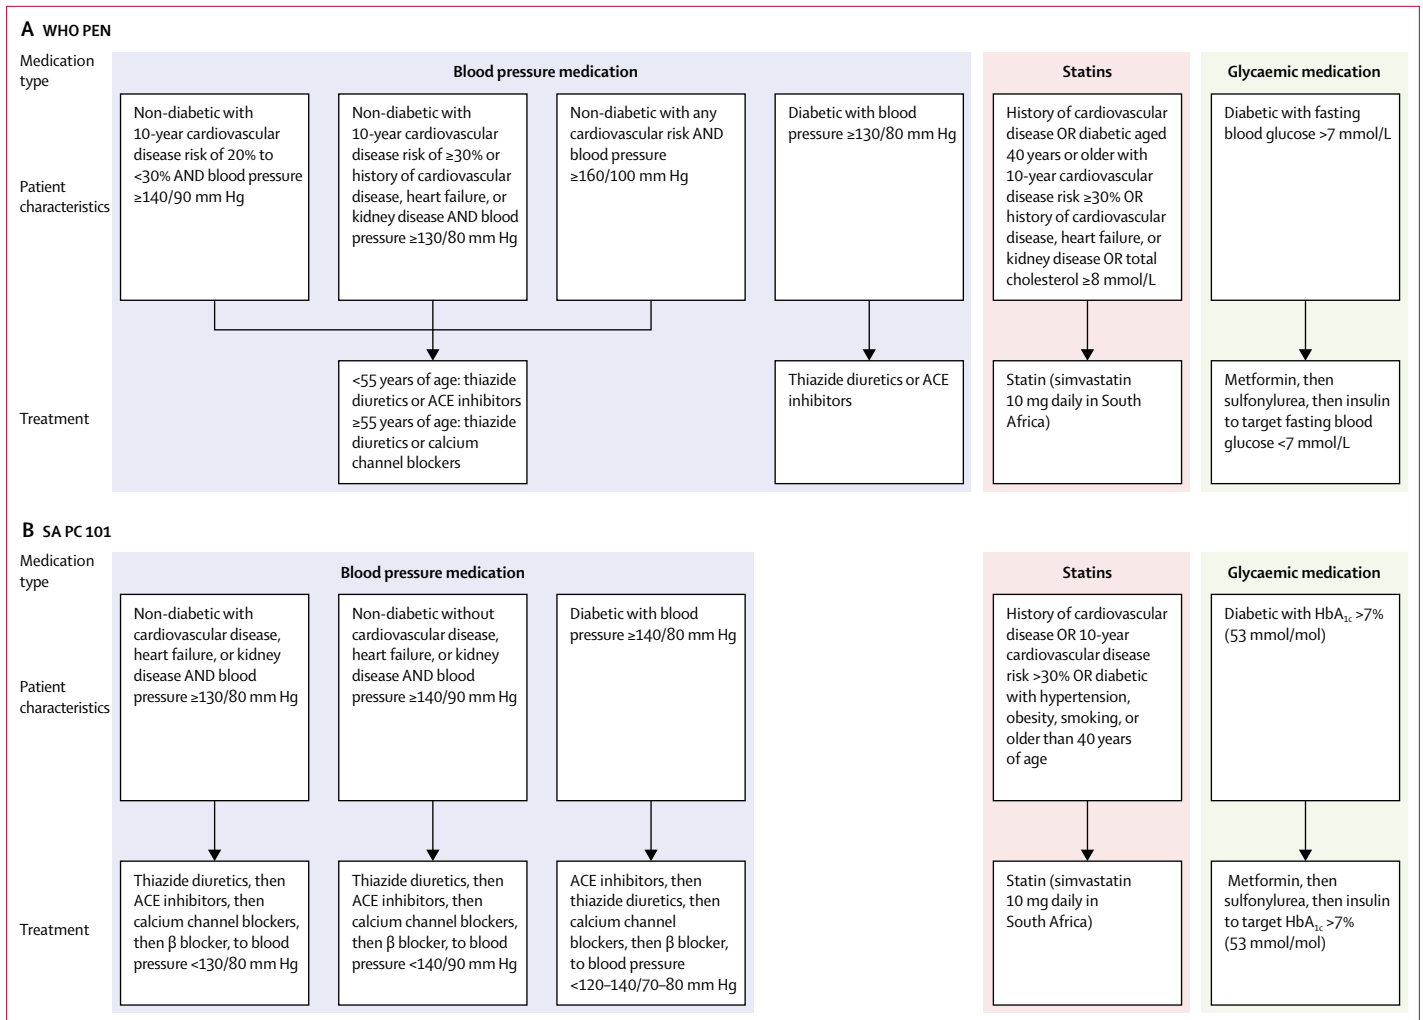 A WHO PEN
Medication
type
Blood pressure medication
Statins
Glycaemic medication
Patient
characteristics
Non-diabetic with
10-year cardiovascular
disease risk of 20% to
<30% AND blood pressure
≥140/90 mm Hg
Non-diabetic with
10-year cardiovascular
disease risk of ≥30% or
history of cardiovascular
disease, heart failure, or
kidney disease AND blood
pressure ≥130/80 mm Hg
Non-diabetic with any
cardiovascular risk AND
blood pressure
≥160/100 mm Hg
Diabetic with blood
pressure ≥130/80 mm Hg
History of cardiovascular
disease OR diabetic aged
40 years or older with
10-year cardiovascular
disease risk ≥30% OR
history of cardiovascular
disease, heart failure, or
kidney disease OR total
cholesterol ≥8 mmol/L
Diabetic with fasting
blood glucose >7 mmol/L
Treatment
<55 years of age: thiazide
diuretics or ACE inhibitors
≥55 years of age: thiazide
diuretics or calcium
channel blockers
Thiazide diuretics or ACE
inhibitors
Statin (simvastatin
10 mg daily in South
Africa)
Metformin, then
sulfonylurea, then insulin
to target fasting blood
glucose <7 mmol/L
B SA PC 101
Medication
type
Blood pressure medication
Statins
Glycaemic medication
Patient
characteristics
Non-diabetic with
cardiovascular disease,
heart failure, or kidney
disease AND blood
pressure ≥130/80 mm Hg
Non-diabetic without
cardiovascular disease,
heart failure, or kidney
disease AND blood
pressure ≥140/90 mm Hg
Diabetic with blood
pressure ≥140/80 mm Hg
History of cardiovascular
disease OR 10-year
cardiovascular disease
risk >30% OR diabetic
with hypertension,
obesity, smoking, or
older than 40 years
of age
Diabetic with HbA1c >7%
(53 mmol/mol)
Treatment
Thiazide diuretics, then
ACE inhibitors, then
calcium channel blockers,
then β blocker, to blood
pressure <130/80 mm Hg
Thiazide diuretics, then
ACE inhibitors, then
calcium channel blockers,
then β blocker, to blood
pressure <140/90 mm Hg
ACE inhibitors, then
thiazide diuretics, then
calcium channel
blockers, then β blocker,
to blood pressure
<120–140/70–80 mm Hg
Statin (simvastatin
10 mg daily in
South Africa)
Metformin, then
sulfonylurea, then insulin
to target HbA1c >7%
(53 mmol/mol)